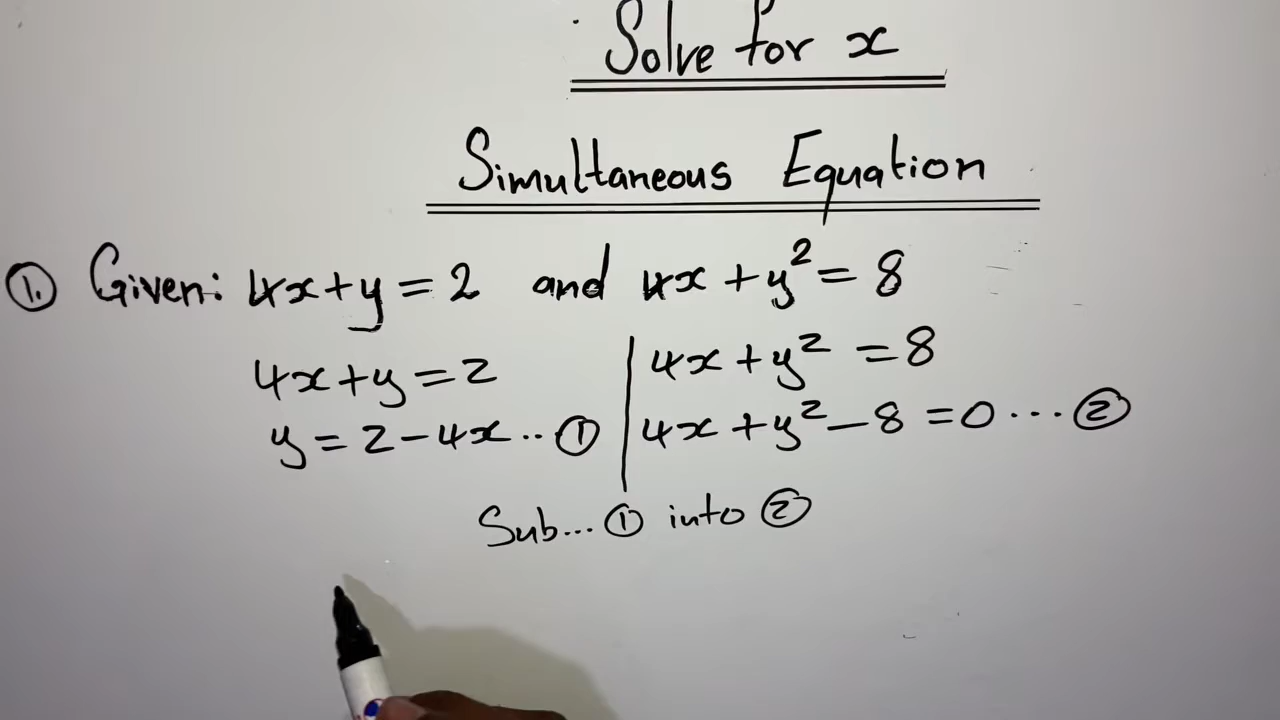 Solve for x
Simultaneous Equation
①. Given: 4x + y = 2 and 4x + y² = 8
4x + y = 2
y = 2 - 4x .. ①
4x + y² = 8
4x + y² - 8 = 0 ... ②
Sub... ① into ②